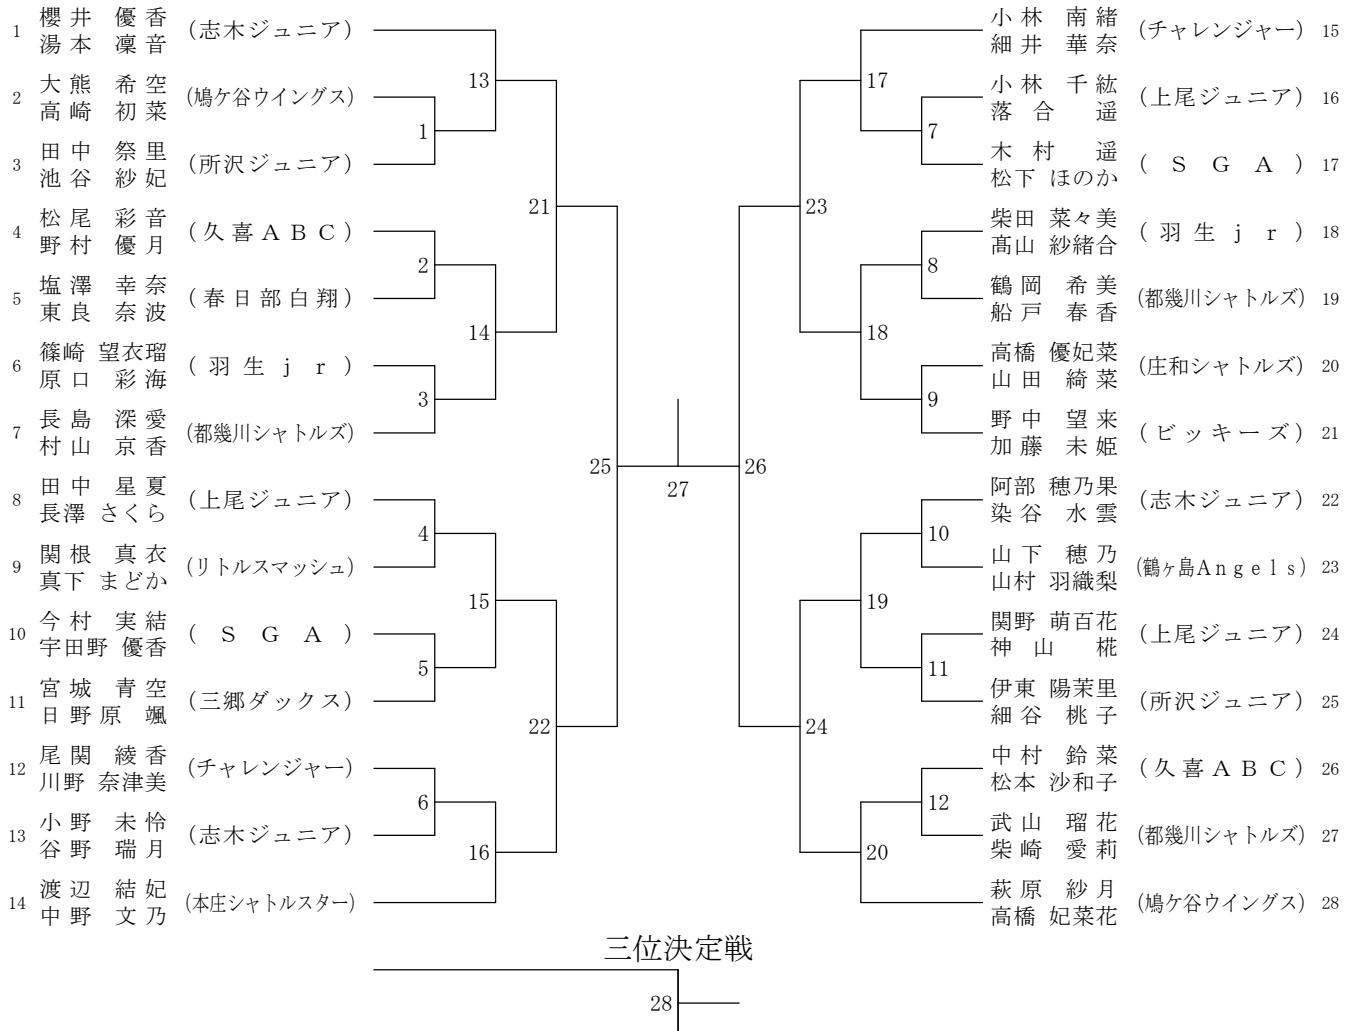 1 櫻井 優香 湯本 凜音 (志木ジュニア)
2 大熊 希空 高崎 初菜 (鳩ケ谷ウイングス)
3 田中 祭里 池谷 紗妃 (所沢ジュニア)
4 松尾 彩音 野村 優月 (久喜ABC)
5 塩澤 幸奈 東良 奈波 (春日部白翔)
6 篠崎 望衣瑠 原口 彩海 (羽生jr)
7 長島 深愛 村山 京香 (都幾川シャトルズ)
8 田中 星夏 長澤 さくら (上尾ジュニア)
9 関根 真衣 真下 まどか (リトルスマッシュ)
10 今村 実結 宇田野 優香 (SGA)
11 宮城 青空 日野原 颯 (三郷ダックス)
12 尾関 綾香 川野 奈津美 (チャレンジャー)
13 小野 未怜 谷野 瑞月 (志木ジュニア)
14 渡辺 結妃 中野 文乃 (本庄シャトルスター)
1
2
3
4
5
6
13
14
15
16
21
22
25
27
26
23
24
17
18
19
20
7
8
9
10
11
12
小林 南緒 細井 華奈 (チャレンジャー) 15
小林 千紘 落合 遥 (上尾ジュニア) 16
木村 遥 松下 ほのか (SGA) 17
柴田 菜々美 髙山 紗緒合 (羽生jr) 18
鶴岡 希美 船戸 春香 (都幾川シャトルズ) 19
高橋 優妃菜 山田 綺菜 (庄和シャトルズ) 20
野中 望来 加藤 未姫 (ビッキーズ) 21
阿部 穂乃果 染谷 水雲 (志木ジュニア) 22
山下 穂乃 山村 羽織梨 (鶴ヶ島Angels) 23
関野 萌百花 神山 椛 (上尾ジュニア) 24
伊東 陽茉里 細谷 桃子 (所沢ジュニア) 25
中村 鈴菜 松本 沙和子 (久喜ABC) 26
武山 瑠花 柴崎 愛莉 (都幾川シャトルズ) 27
萩原 紗月 高橋 妃菜花 (鳩ケ谷ウイングス) 28
三位決定戦
28